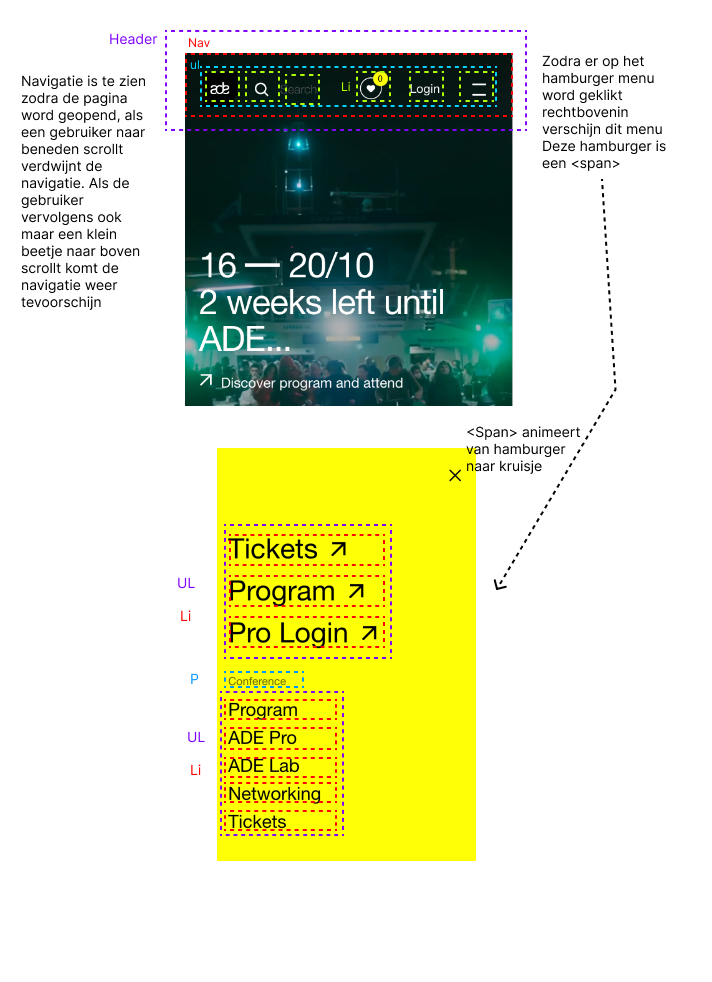 Header
Nav
ul
ade
Search
Li
0
Login
Navigatie is te zien
zodra de pagina
word geopend, als
een gebruiker naar
beneden scrollt
verdwijnt de
navigatie. Als de
gebruiker
vervolgens ook
maar een klein
beetje naar boven
scrollt komt de
navigatie weer
tevoorschijn
Zodra er op het
hamburger menu
word geklikt
rechtbovenin
verschijn dit menu
Deze hamburger is
een <span>
16 — 20/10
2 weeks left until
ADE...
Discover program and attend
<Span> animeert
van hamburger
naar kruisje
Tickets
Program
Pro Login
UL
Li
P
Conference
Program
ADE Pro
ADE Lab
Networking
Tickets
UL
Li